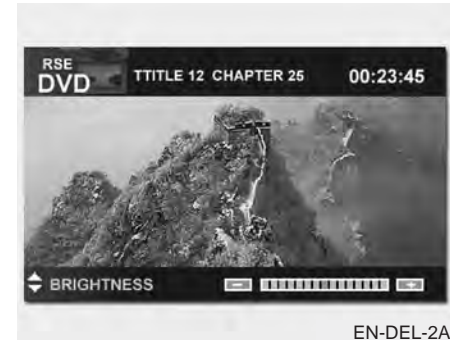 RSE
DVD TTITLE 12 CHAPTER 25 00:23:45
BRIGHTNESS - +
EN-DEL-2A